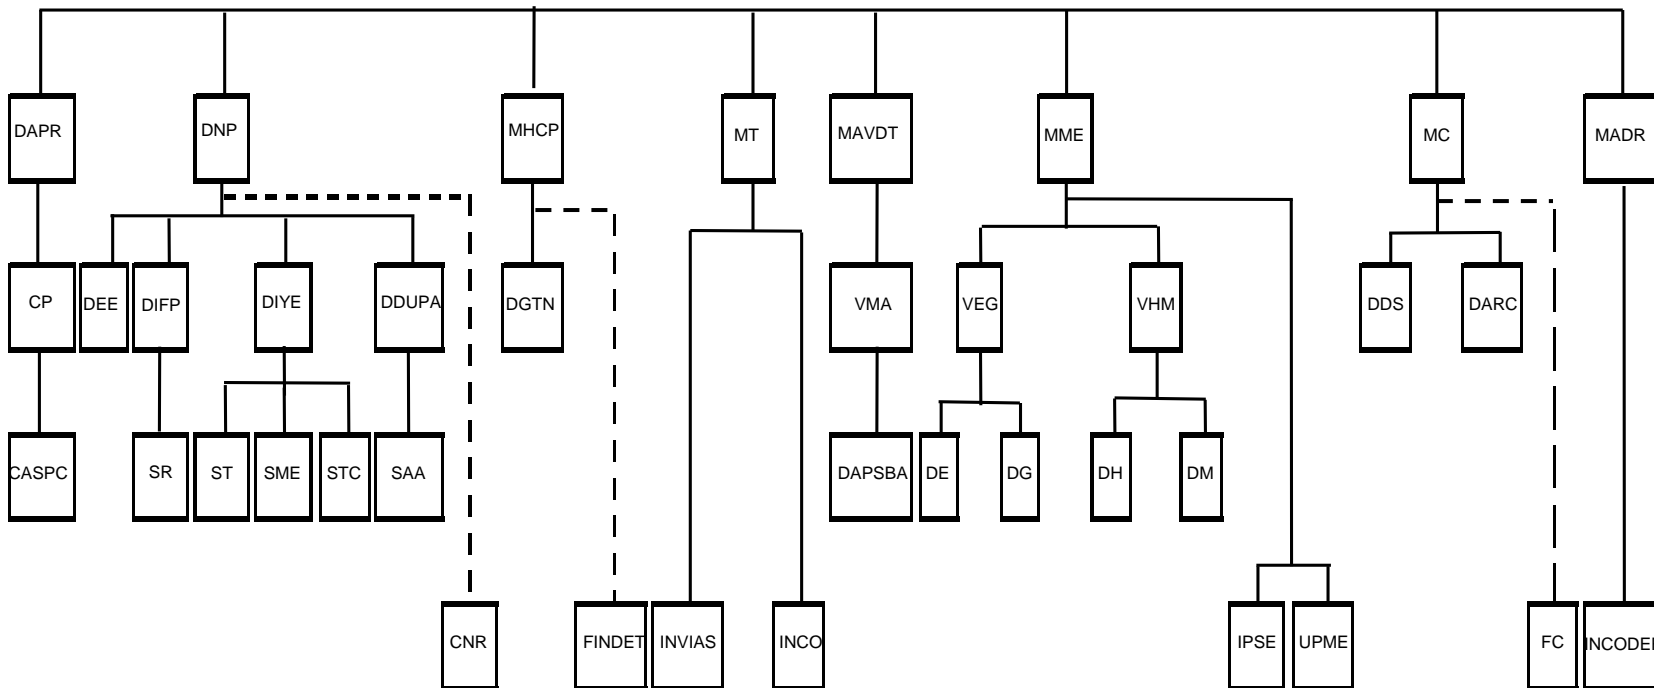 DAPR
DNP
MHCP
MT
MAVDT
MME
MC
MADR
CP
DEE
DIFP
DIYE
DDUPA
DGTN
VMA
VEG
VHM
DDS
DARC
CASPC
SR
ST
SME
STC
SAA
DAPSBA
DE
DG
DH
DM
CNR
FINDET
INVIAS
INCO
IPSE
UPME
FC
INCODE